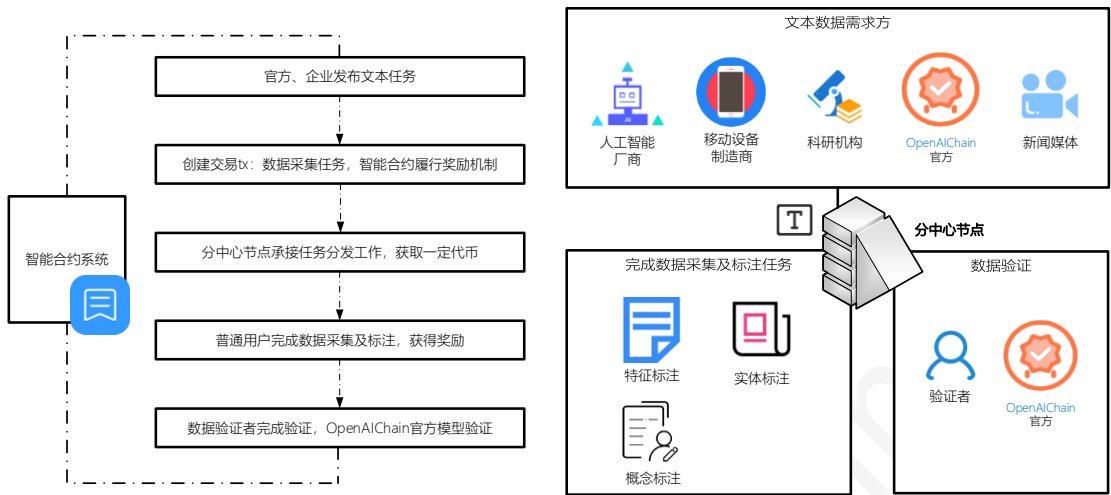 官方、企业发布文本任务
创建交易tx：数据采集任务，智能合约履行奖励机制
分中心节点承接任务分发工作，获取一定代币
智能合约系统
普通用户完成数据采集及标注，获得奖励
数据验证者完成验证，OpenAIChain官方模型验证
文本数据需求方
AI
人工智能
厂商
移动设备
制造商
科研机构
OpenAIChain
官方
新闻媒体
T
分中心节点
完成数据采集及标注任务
特征标注
实体标注
概念标注
数据验证
验证者
OpenAIChain
官方